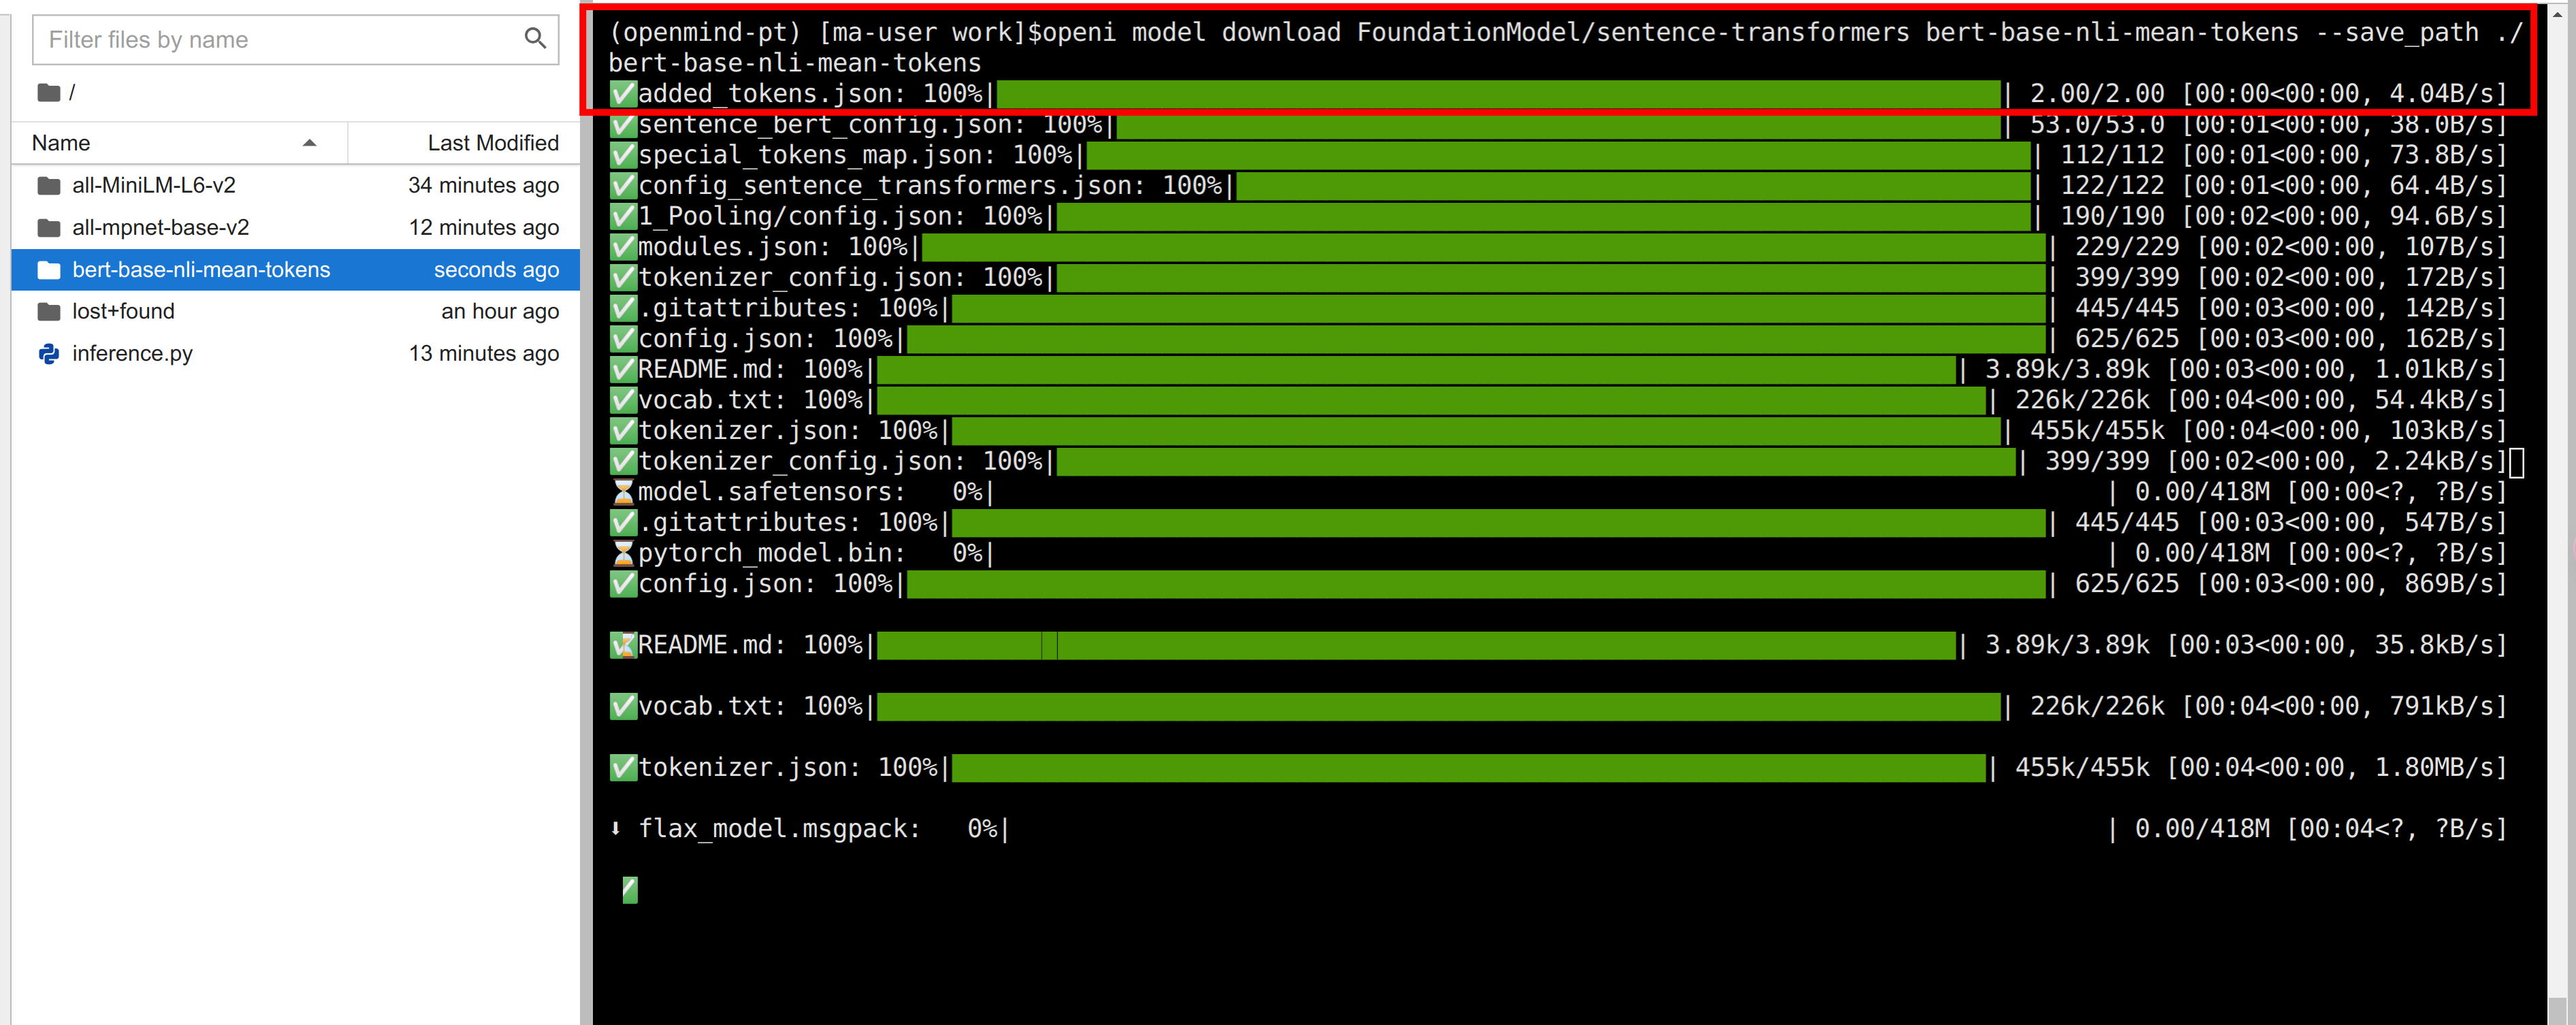 Filter files by name
/
Name Last Modified
all-MiniLM-L6-v2 34 minutes ago
all-mpnet-base-v2 12 minutes ago
bert-base-nli-mean-tokens seconds ago
lost+found an hour ago
inference.py 13 minutes ago
(openmind-pt) [ma-user work]$openi model download FoundationModel/sentence-transformers bert-base-nli-mean-tokens --save_path ./
bert-base-nli-mean-tokens
✅added_tokens.json: 100%| | 2.00/2.00 [00:00<00:00, 4.04B/s]
✅sentence_bert_config.json: 100%| | 53.0/53.0 [00:01<00:00, 38.0B/s]
✅special_tokens_map.json: 100%| | 112/112 [00:01<00:00, 73.8B/s]
✅config_sentence_transformers.json: 100%| | 122/122 [00:01<00:00, 64.4B/s]
✅1_Pooling/config.json: 100%| | 190/190 [00:02<00:00, 94.6B/s]
✅modules.json: 100%| | 229/229 [00:02<00:00, 107B/s]
✅tokenizer_config.json: 100%| | 399/399 [00:02<00:00, 172B/s]
✅.gitattributes: 100%| | 445/445 [00:03<00:00, 142B/s]
✅config.json: 100%| | 625/625 [00:03<00:00, 162B/s]
✅README.md: 100%| | 3.89k/3.89k [00:03<00:00, 1.01kB/s]
✅vocab.txt: 100%| | 226k/226k [00:04<00:00, 54.4kB/s]
✅tokenizer.json: 100%| | 455k/455k [00:04<00:00, 103kB/s]
✅tokenizer_config.json: 100%| | 399/399 [00:02<00:00, 2.24kB/s]
⌛model.safetensors: 0%| | 0.00/418M [00:00<?, ?B/s]
✅.gitattributes: 100%| | 445/445 [00:03<00:00, 547B/s]
⌛pytorch_model.bin: 0%| | 0.00/418M [00:00<?, ?B/s]
✅config.json: 100%| | 625/625 [00:03<00:00, 869B/s]
✅README.md: 100%| | 3.89k/3.89k [00:03<00:00, 35.8kB/s]
✅vocab.txt: 100%| | 226k/226k [00:04<00:00, 791kB/s]
✅tokenizer.json: 100%| | 455k/455k [00:04<00:00, 1.80MB/s]
⬇ flax_model.msgpack: 0%| | 0.00/418M [00:04<?, ?B/s]
✅